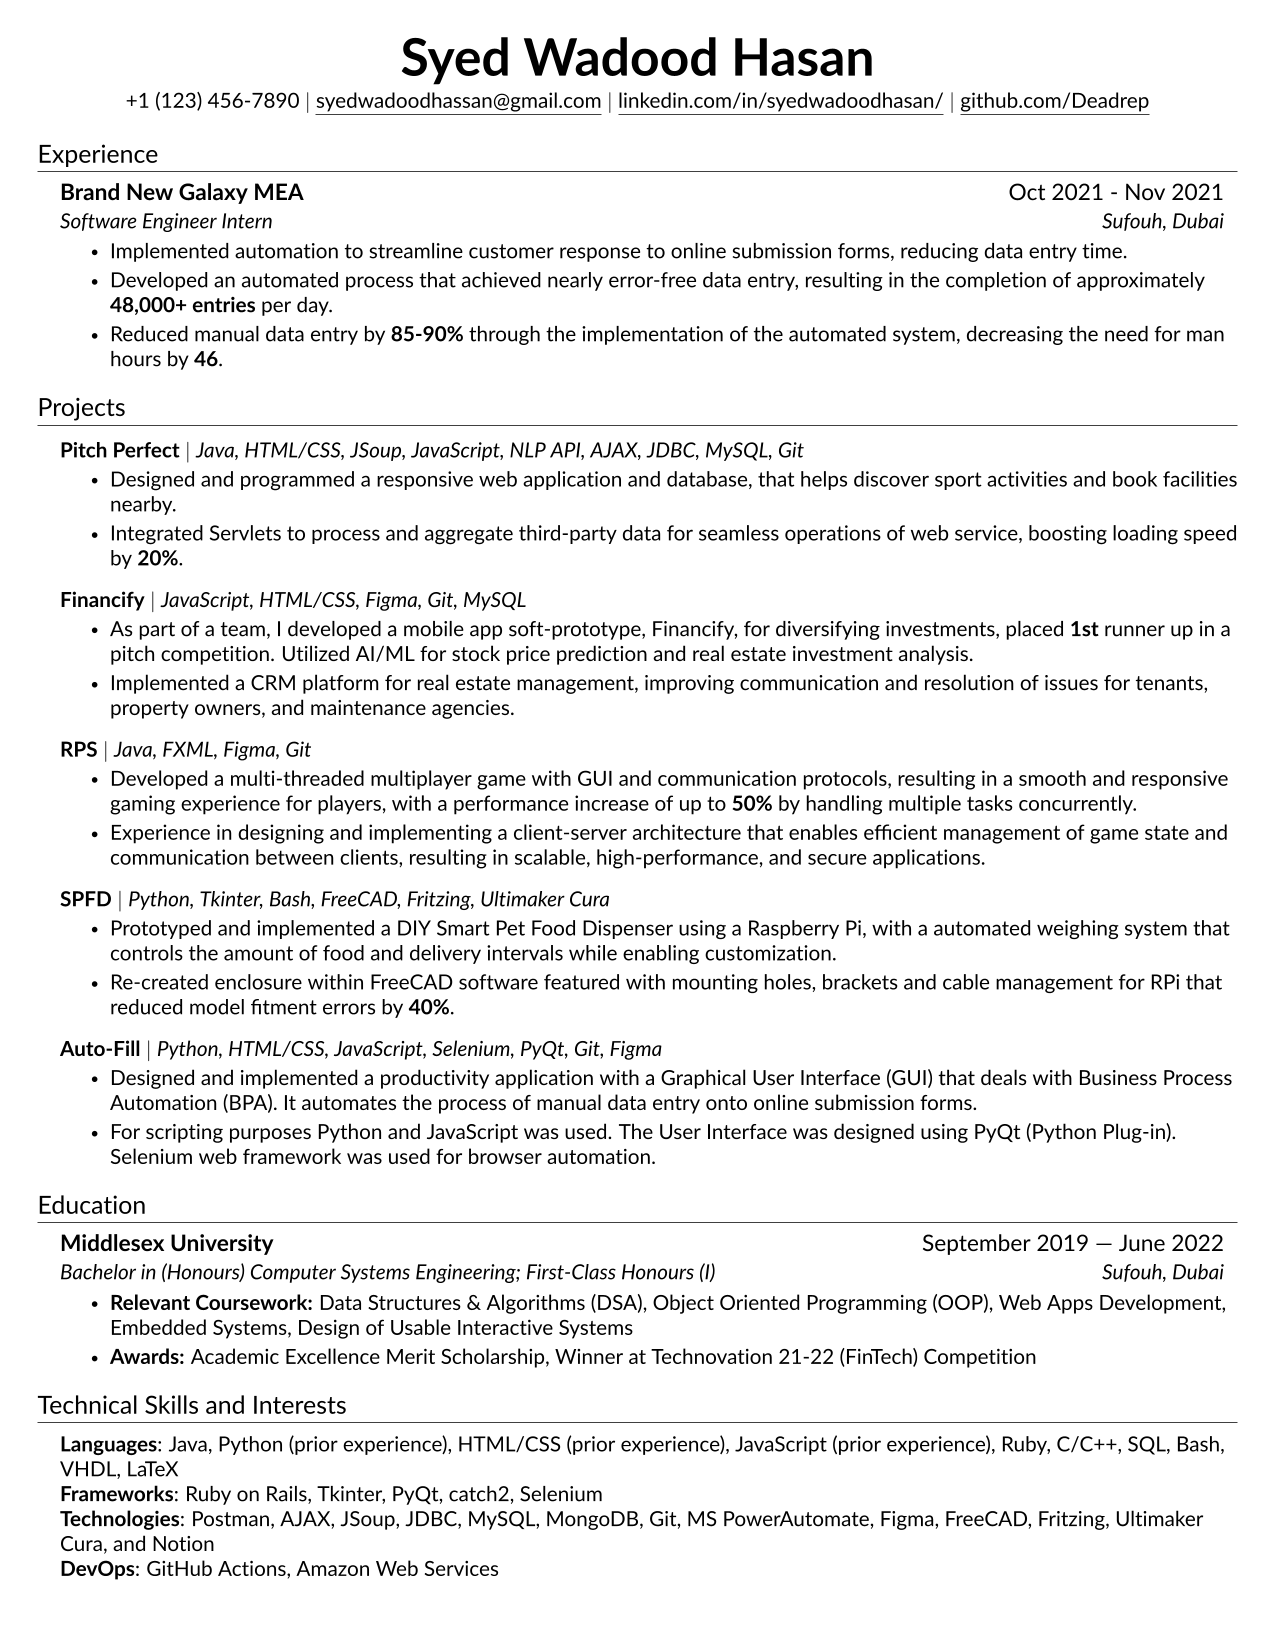 Syed Wadood Hasan
+1 (123) 456-7890 | syedwadoodhassan@gmail.com | linkedin.com/in/syedwadoodhasan/ | github.com/Deadrep
Experience
Brand New Galaxy MEA Oct 2021 - Nov 2021
Software Engineer Intern Sufouh, Dubai
• Implemented automation to streamline customer response to online submission forms, reducing data entry time.
• Developed an automated process that achieved nearly error-free data entry, resulting in the completion of approximately
48,000+ entries per day.
• Reduced manual data entry by 85-90% through the implementation of the automated system, decreasing the need for man
hours by 46.
Projects
Pitch Perfect | Java, HTML/CSS, JSoup, JavaScript, NLP API, AJAX, JDBC, MySQL, Git
• Designed and programmed a responsive web application and database, that helps discover sport activities and book facilities
nearby.
• Integrated Servlets to process and aggregate third-party data for seamless operations of web service, boosting loading speed
by 20%.
Financify | JavaScript, HTML/CSS, Figma, Git, MySQL
• As part of a team, I developed a mobile app soft-prototype, Financify, for diversifying investments, placed 1st runner up in a
pitch competition. Utilized AI/ML for stock price prediction and real estate investment analysis.
• Implemented a CRM platform for real estate management, improving communication and resolution of issues for tenants,
property owners, and maintenance agencies.
RPS | Java, FXML, Figma, Git
• Developed a multi-threaded multiplayer game with GUI and communication protocols, resulting in a smooth and responsive
gaming experience for players, with a performance increase of up to 50% by handling multiple tasks concurrently.
• Experience in designing and implementing a client-server architecture that enables efficient management of game state and
communication between clients, resulting in scalable, high-performance, and secure applications.
SPFD | Python, Tkinter, Bash, FreeCAD, Fritzing, Ultimaker Cura
• Prototyped and implemented a DIY Smart Pet Food Dispenser using a Raspberry Pi, with a automated weighing system that
controls the amount of food and delivery intervals while enabling customization.
• Re-created enclosure within FreeCAD software featured with mounting holes, brackets and cable management for RPi that
reduced model fitment errors by 40%.
Auto-Fill | Python, HTML/CSS, JavaScript, Selenium, PyQt, Git, Figma
• Designed and implemented a productivity application with a Graphical User Interface (GUI) that deals with Business Process
Automation (BPA). It automates the process of manual data entry onto online submission forms.
• For scripting purposes Python and JavaScript was used. The User Interface was designed using PyQt (Python Plug-in).
Selenium web framework was used for browser automation.
Education
Middlesex University September 2019 — June 2022
Bachelor in (Honours) Computer Systems Engineering; First-Class Honours (I) Sufouh, Dubai
• Relevant Coursework: Data Structures & Algorithms (DSA), Object Oriented Programming (OOP), Web Apps Development,
Embedded Systems, Design of Usable Interactive Systems
• Awards: Academic Excellence Merit Scholarship, Winner at Technovation 21-22 (FinTech) Competition
Technical Skills and Interests
Languages: Java, Python (prior experience), HTML/CSS (prior experience), JavaScript (prior experience), Ruby, C/C++, SQL, Bash,
VHDL, LaTeX
Frameworks: Ruby on Rails, Tkinter, PyQt, catch2, Selenium
Technologies: Postman, AJAX, JSoup, JDBC, MySQL, MongoDB, Git, MS PowerAutomate, Figma, FreeCAD, Fritzing, Ultimaker
Cura, and Notion
DevOps: GitHub Actions, Amazon Web Services